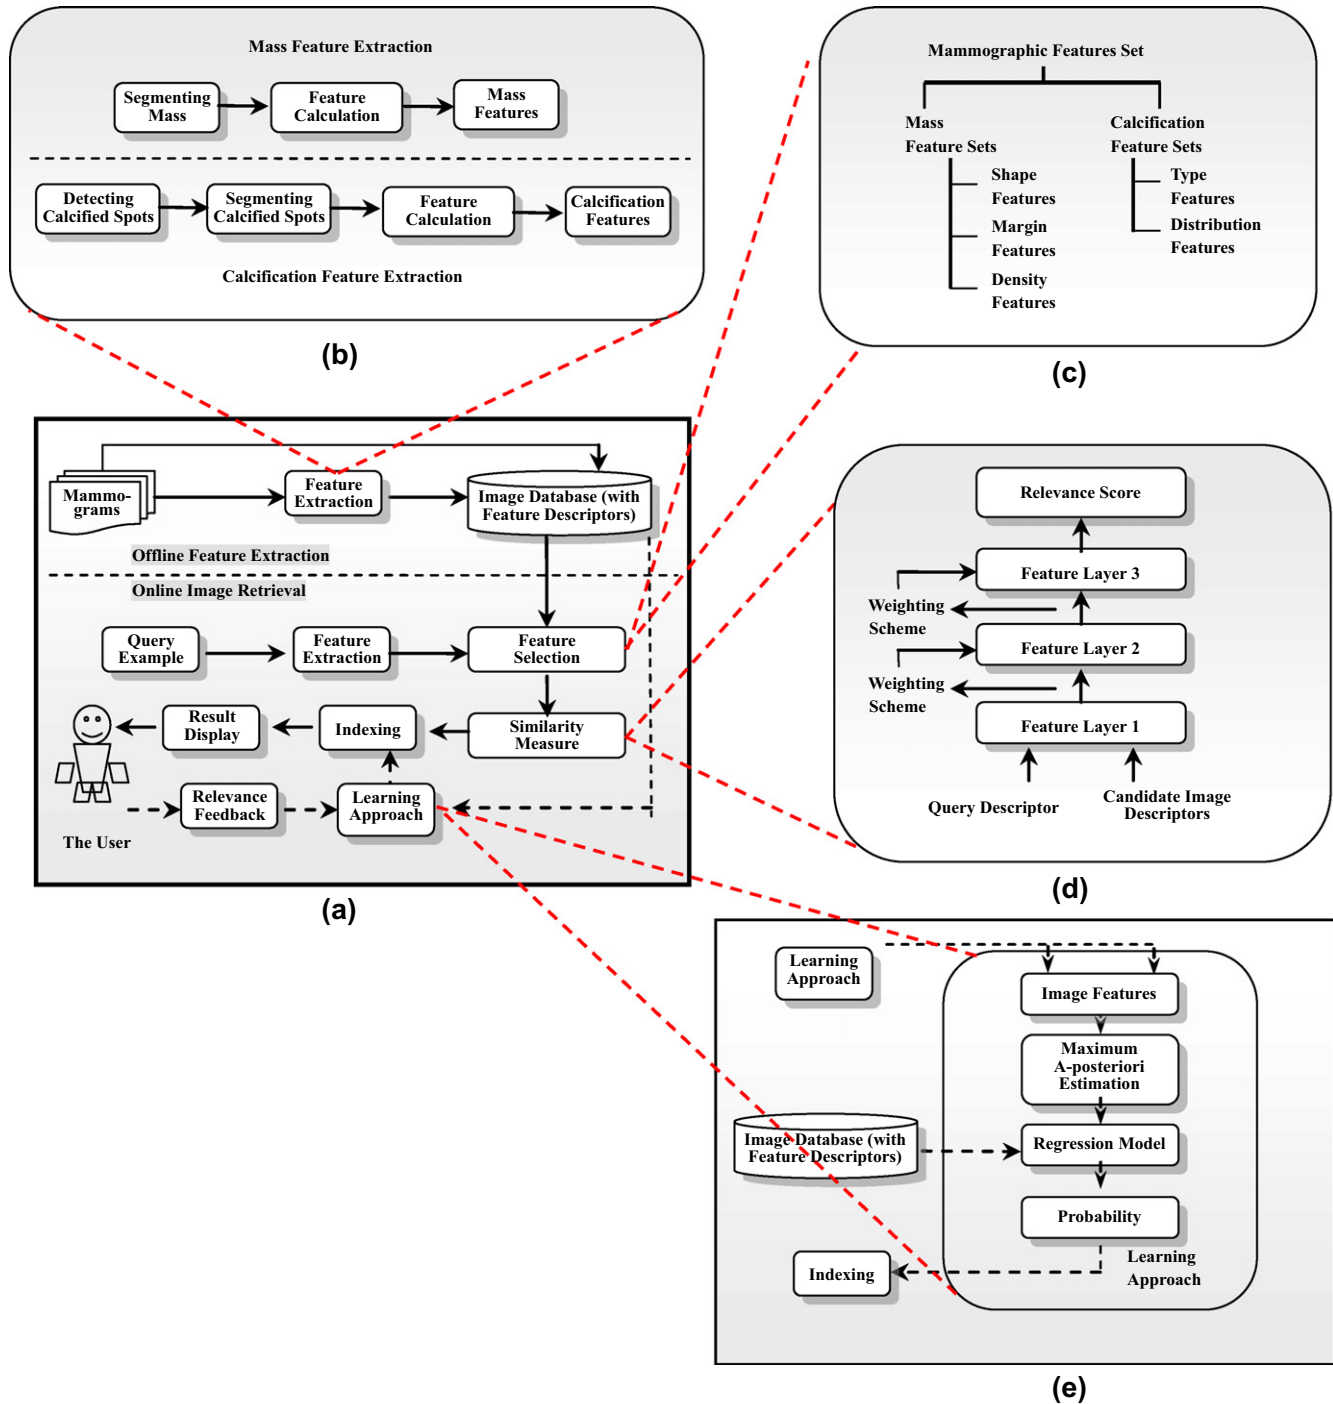 Mass Feature Extraction
Segmenting
Mass
Feature
Calculation
Mass
Features
Detecting
Calcified Spots
Segmenting
Calcified Spots
Feature
Calculation
Calcification
Features
Calcification Feature Extraction
(b)
Mammographic Features Set
Mass
Feature Sets
Shape
Features
Margin
Features
Density
Features
Calcification
Feature Sets
Type
Features
Distribution
Features
(c)
Mammo-
grams
Feature
Extraction
Image Database (with
Feature Descriptors)
Offline Feature Extraction
Online Image Retrieval
Query
Example
Feature
Extraction
Feature
Selection
Result
Display
Indexing
Similarity
Measure
Relevance
Feedback
Learning
Approach
The User
(a)
Relevance Score
Feature Layer 3
Weighting
Scheme
Feature Layer 2
Weighting
Scheme
Feature Layer 1
Query Descriptor
Candidate Image
Descriptors
(d)
Learning
Approach
Image Features
Maximum
A-posteriori
Estimation
Image Database (with
Feature Descriptors)
Regression Model
Probability
Indexing
Learning
Approach
(e)